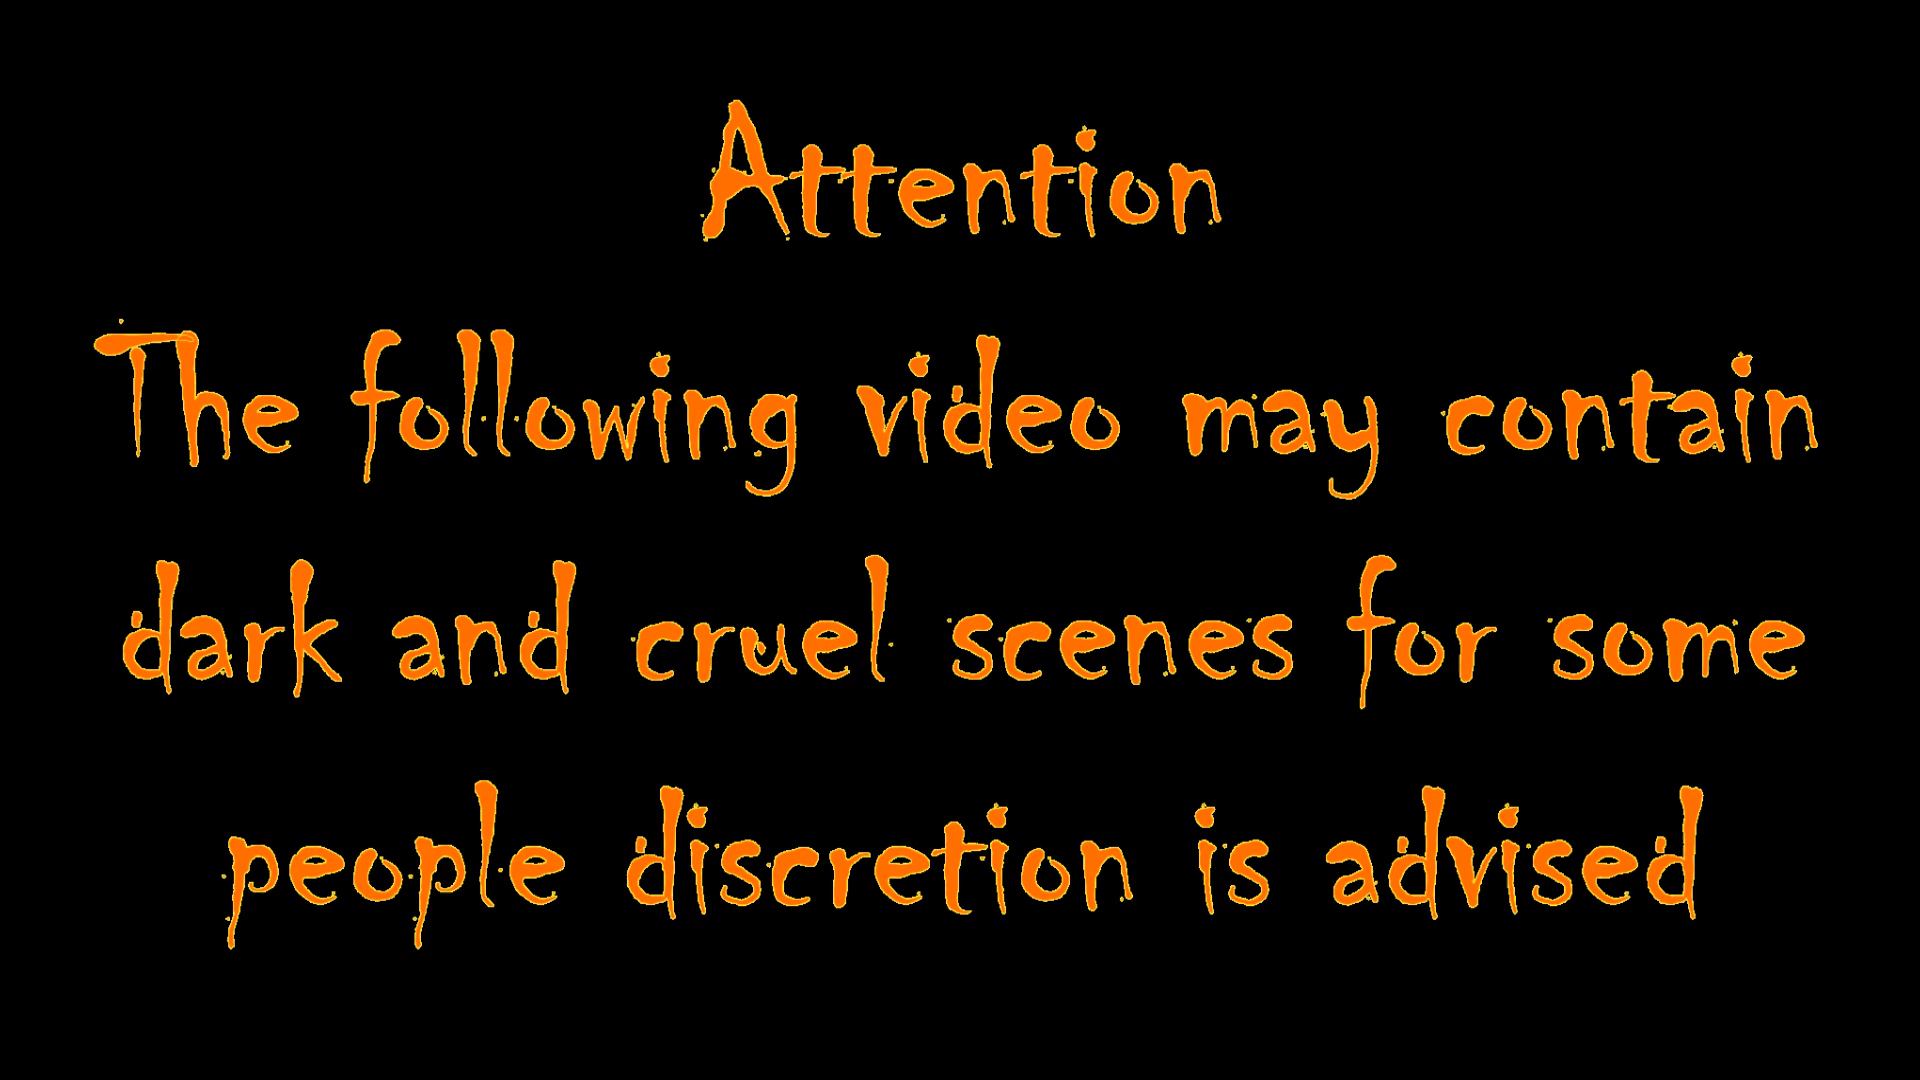 Attention
The following video may contain
dark and cruel scenes for some
people discretion is advised